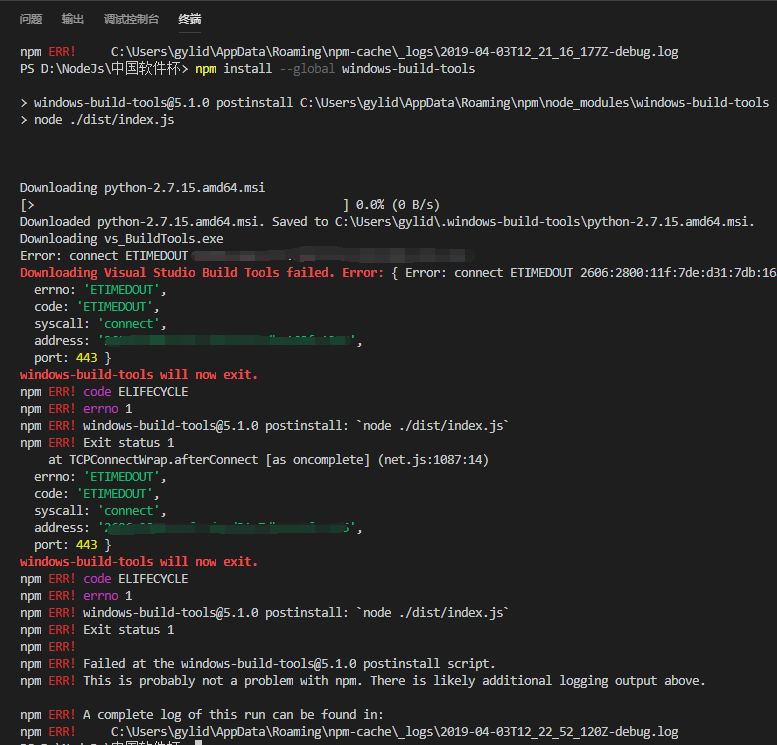 问题 输出 调试控制台 终端
npm ERR! C:\Users\gylid\AppData\Roaming\npm-cache\_logs\2019-04-03T12_21_16_177Z-debug.log
PS D:\NodeJs\中国软件杯> npm install --global windows-build-tools
> windows-build-tools@5.1.0 postinstall C:\Users\gylid\AppData\Roaming\npm\node_modules\windows-build-tools
> node ./dist/index.js
Downloading python-2.7.15.amd64.msi
[> ] 0.0% (0 B/s)
Downloaded python-2.7.15.amd64.msi. Saved to C:\Users\gylid\.windows-build-tools\python-2.7.15.amd64.msi.
Downloading vs_BuildTools.exe
Error: connect ETIMEDOUT
Downloading Visual Studio Build Tools failed. Error: { Error: connect ETIMEDOUT 2606:2800:11f:7de:d31:7db:16
errno: 'ETIMEDOUT',
code: 'ETIMEDOUT',
syscall: 'connect',
address: '
',
port: 443 }
windows-build-tools will now exit.
npm ERR! code ELIFECYCLE
npm ERR! errno 1
npm ERR! windows-build-tools@5.1.0 postinstall: `node ./dist/index.js`
npm ERR! Exit status 1
at TCPConnectWrap.afterConnect [as oncomplete] (net.js:1087:14)
errno: 'ETIMEDOUT',
code: 'ETIMEDOUT',
syscall: 'connect',
address: '
',
port: 443 }
windows-build-tools will now exit.
npm ERR! code ELIFECYCLE
npm ERR! errno 1
npm ERR! windows-build-tools@5.1.0 postinstall: `node ./dist/index.js`
npm ERR! Exit status 1
npm ERR!
npm ERR! Failed at the windows-build-tools@5.1.0 postinstall script.
npm ERR! This is probably not a problem with npm. There is likely additional logging output above.
npm ERR! A complete log of this run can be found in:
npm ERR! C:\Users\gylid\AppData\Roaming\npm-cache\_logs\2019-04-03T12_22_52_120Z-debug.log